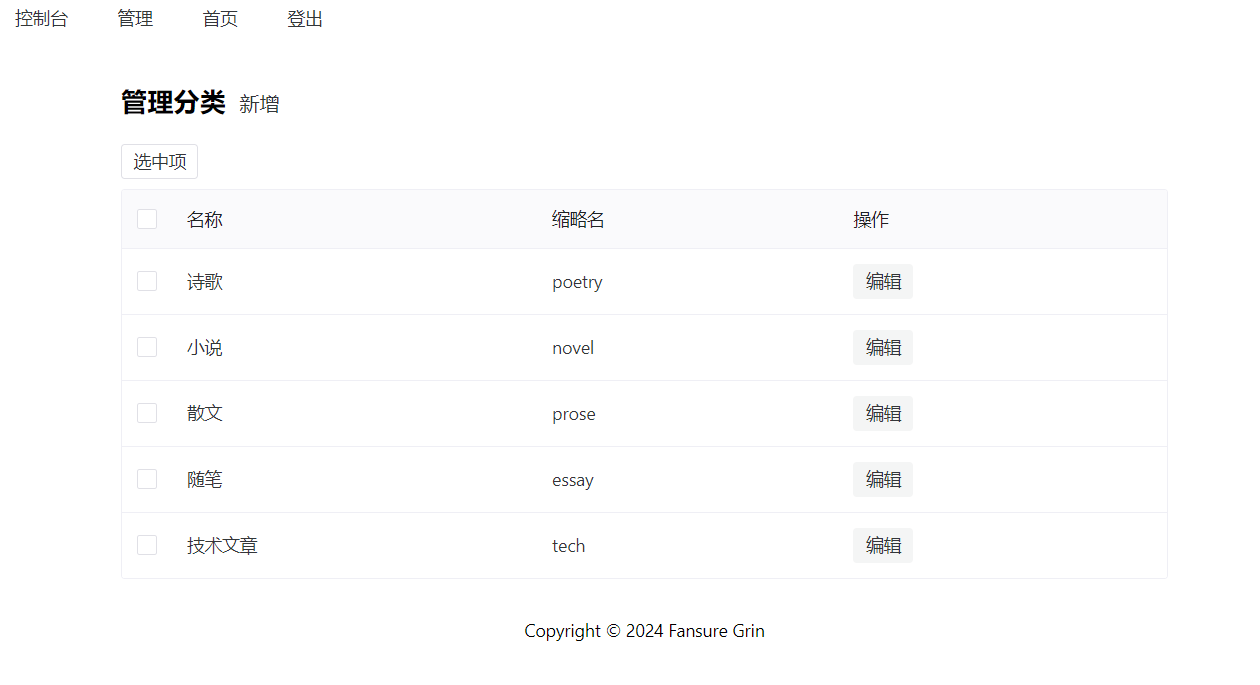 控制台 管理 首页 登出
管理分类 新增
选中项
名称 缩略名 操作
诗歌 poetry 编辑
小说 novel 编辑
散文 prose 编辑
随笔 essay 编辑
技术文章 tech 编辑
Copyright © 2024 Fansure Grin